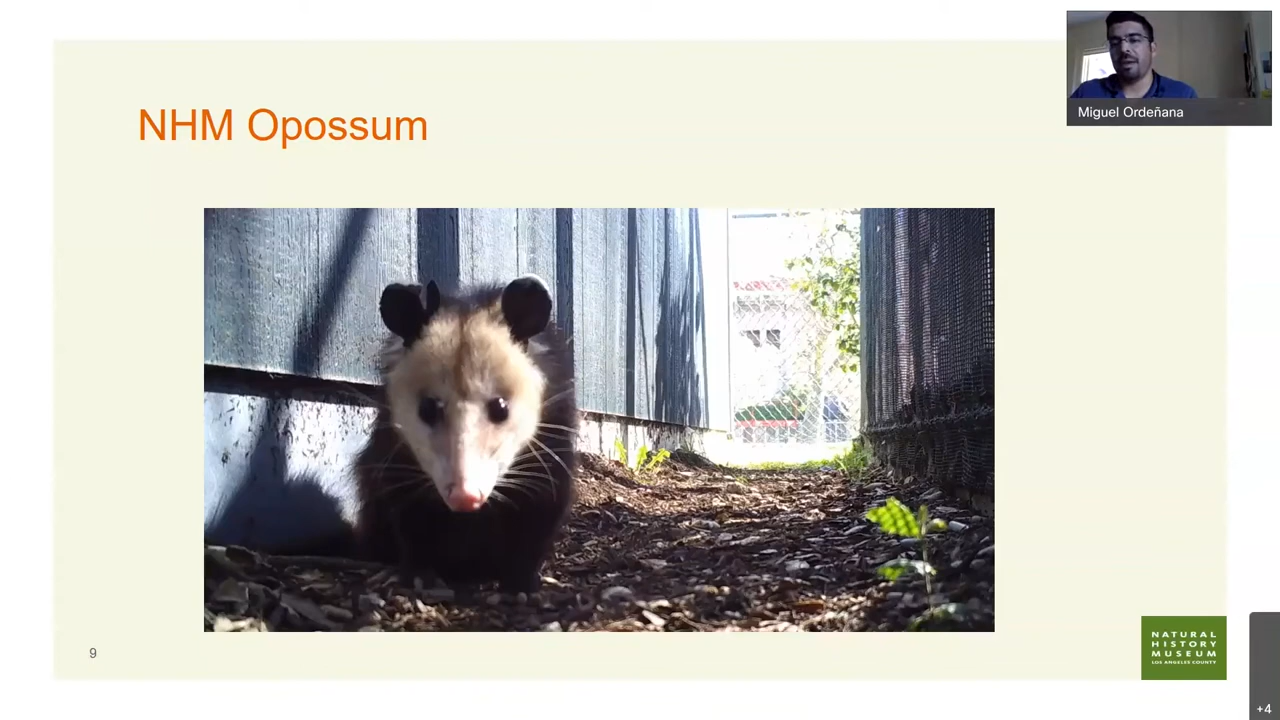 NHM Opossum
Miguel Ordeñana
9
NATURAL
HISTORY
MUSEUM
LOS ANGELES COUNTY
+4